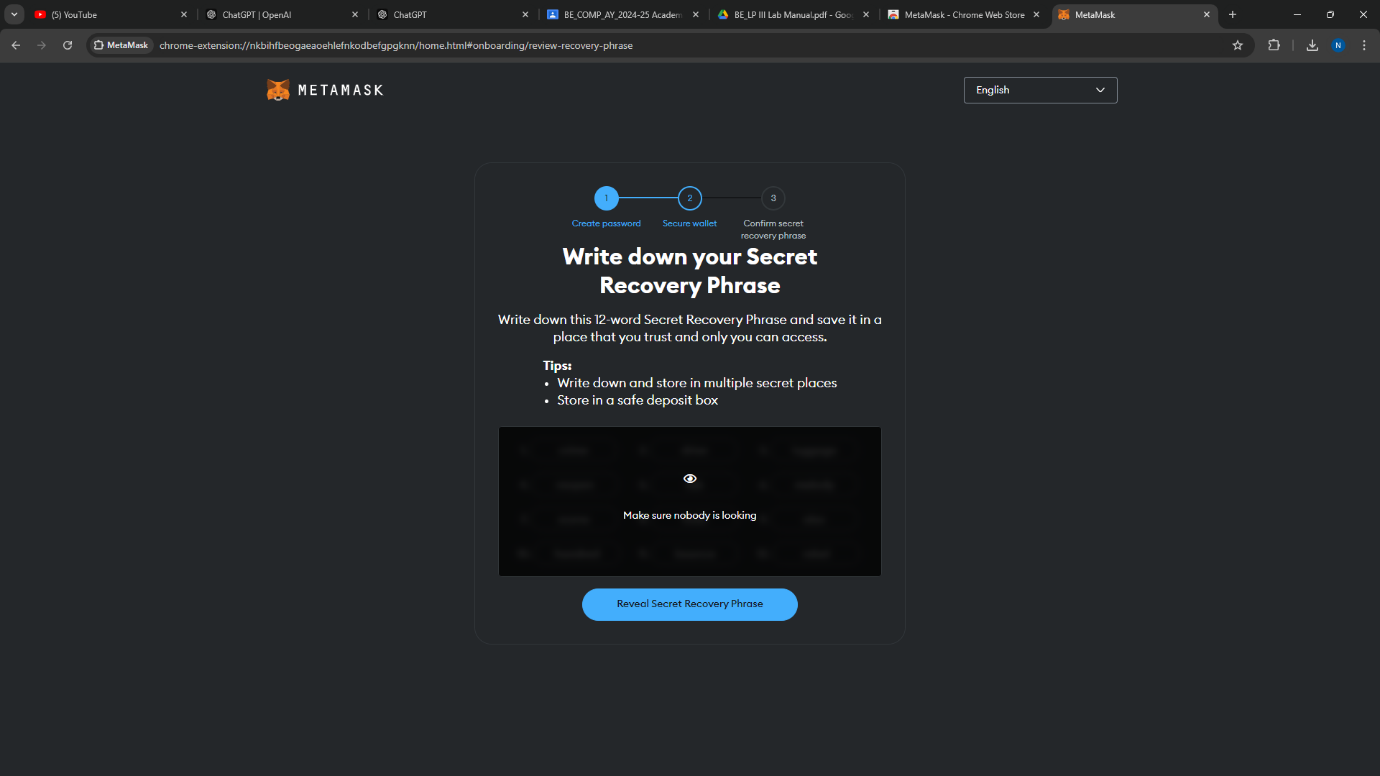 (5) YouTube
ChatGPT | OpenAI
ChatGPT
BE_COMP_AY_2024-25 Academ
BE_LP III Lab Manual.pdf - Goo
MetaMask - Chrome Web Store
MetaMask
MetaMask
chrome-extension://nkbihfbeogaeaoehlefnkodbefgpgknn/home.html#onboarding/review-recovery-phrase
N
METAMASK
English
1
2
3
Create password
Secure wallet
Confirm secret
recovery phrase
Write down your Secret
Recovery Phrase
Write down this 12-word Secret Recovery Phrase and save it in a
place that you trust and only you can access.
Tips:
• Write down and store in multiple secret places
• Store in a safe deposit box
Make sure nobody is looking
Reveal Secret Recovery Phrase